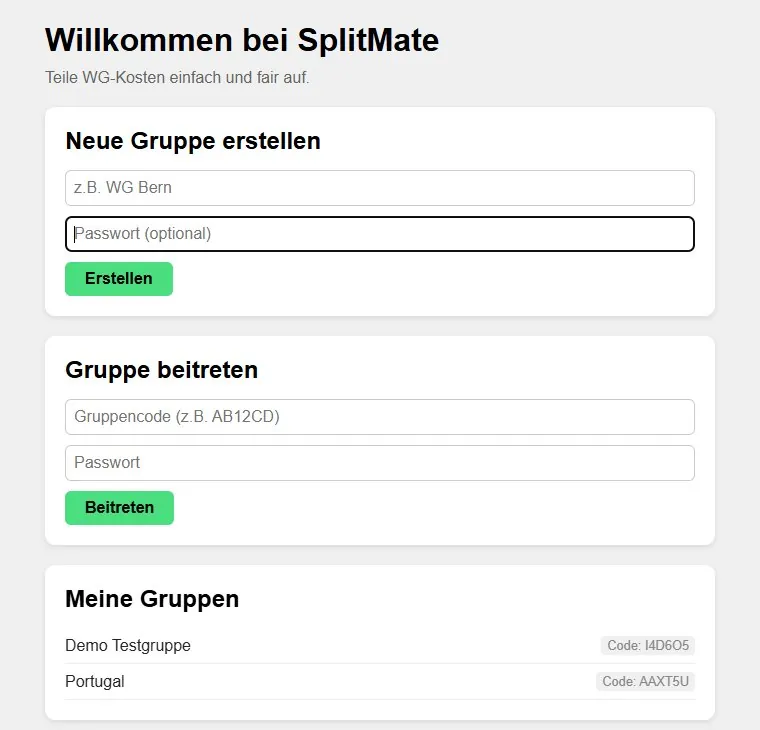 Willkommen bei SplitMate
Teile WG-Kosten einfach und fair auf.
Neue Gruppe erstellen
z.B. WG Bern
Passwort (optional)
Erstellen
Gruppe beitreten
Gruppencode (z.B. AB12CD)
Passwort
Beitreten
Meine Gruppen
Demo Testgruppe Code: I4D6O5
Portugal Code: AAXT5U